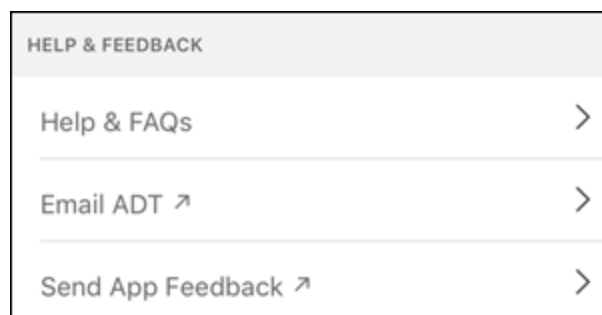 HELP & FEEDBACK
Help & FAQs
Email ADT ↗
Send App Feedback ↗